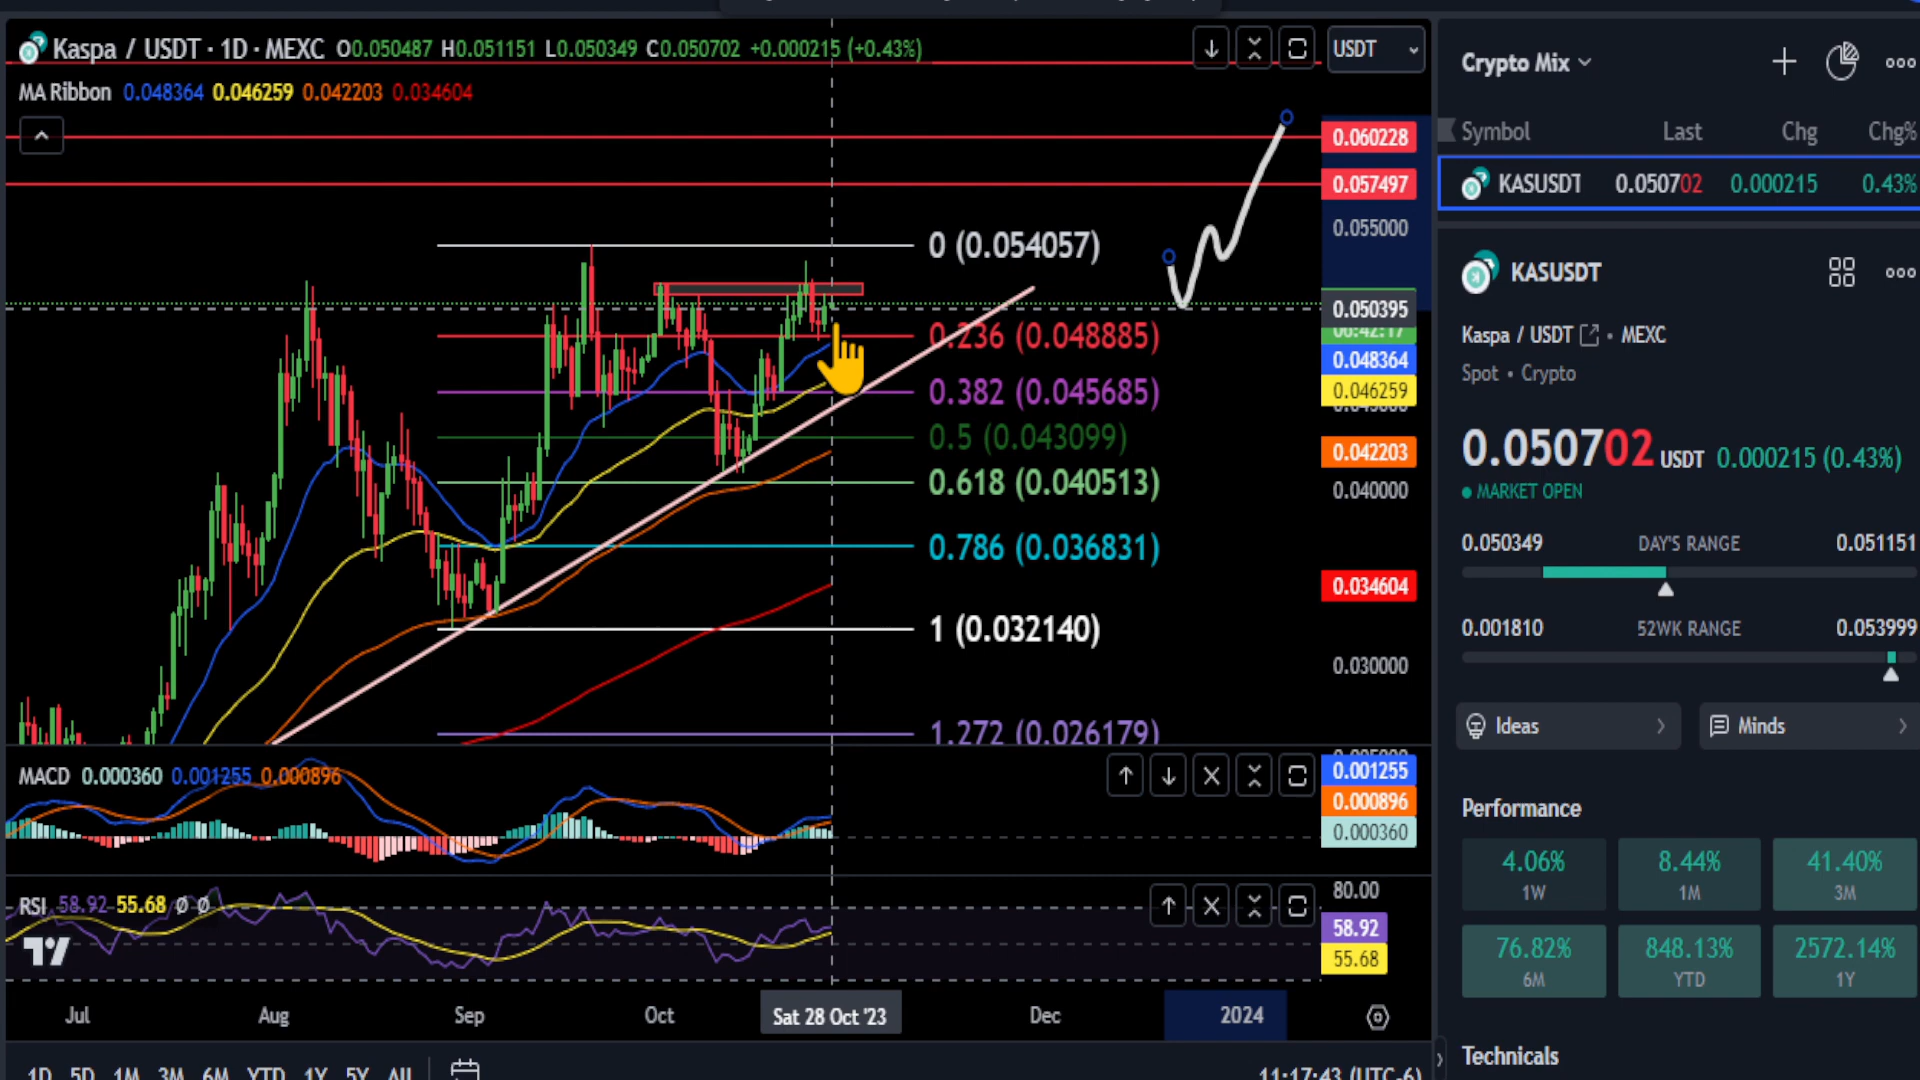 Kaspa / USDT · 1D · MEXC O0.050487 H0.051151 L0.050349 C0.050702 +0.000215 (+0.43%)
USDT
MA Ribbon 0.048364 0.046259 0.042203 0.034604
0.060228
0.057497
0.055000
0 (0.054057)
0.050395
06:42:17
0.236 (0.048885)
0.048364
0.046259
0.382 (0.045685)
0.5 (0.043099)
0.042203
0.618 (0.040513)
0.040000
0.786 (0.036831)
0.034604
1 (0.032140)
0.030000
1.272 (0.026179)
MACD 0.000360 0.001255 0.000896
0.001255
0.000896
0.000360
RSI 58.92 55.68 Ø Ø
80.00
58.92
55.68
Jul Aug Sep Oct Sat 28 Oct '23 Dec 2024
1D 5D 1M 3M 6M YTD 1Y 5Y All
11:17:43 (UTC-6)
Crypto Mix
Symbol Last Chg Chg%
KASUSDT 0.050702 0.000215 0.43%
KASUSDT
Kaspa / USDT · MEXC
Spot • Crypto
0.050702 USDT 0.000215 (0.43%)
MARKET OPEN
0.050349 DAY'S RANGE 0.051151
0.001810 52WK RANGE 0.053999
Ideas
Minds
Performance
4.06% 8.44% 41.40%
1W 1M 3M
76.82% 848.13% 2572.14%
6M YTD 1Y
Technicals